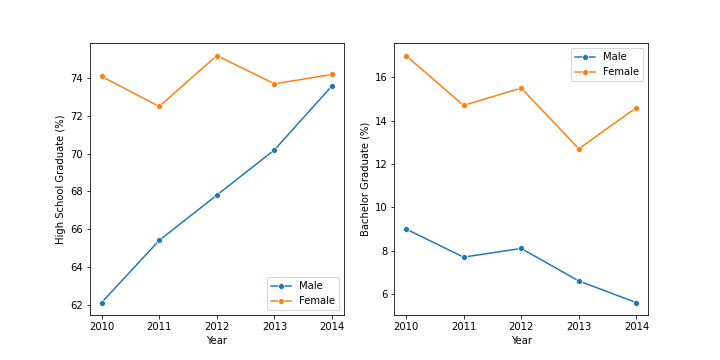 High School Graduate (%)
74
72
70
68
66
64
62
2010 2011 2012 2013 2014
Year
Male
Female
Bachelor Graduate (%)
16
14
12
10
8
6
2010 2011 2012 2013 2014
Year
Male
Female